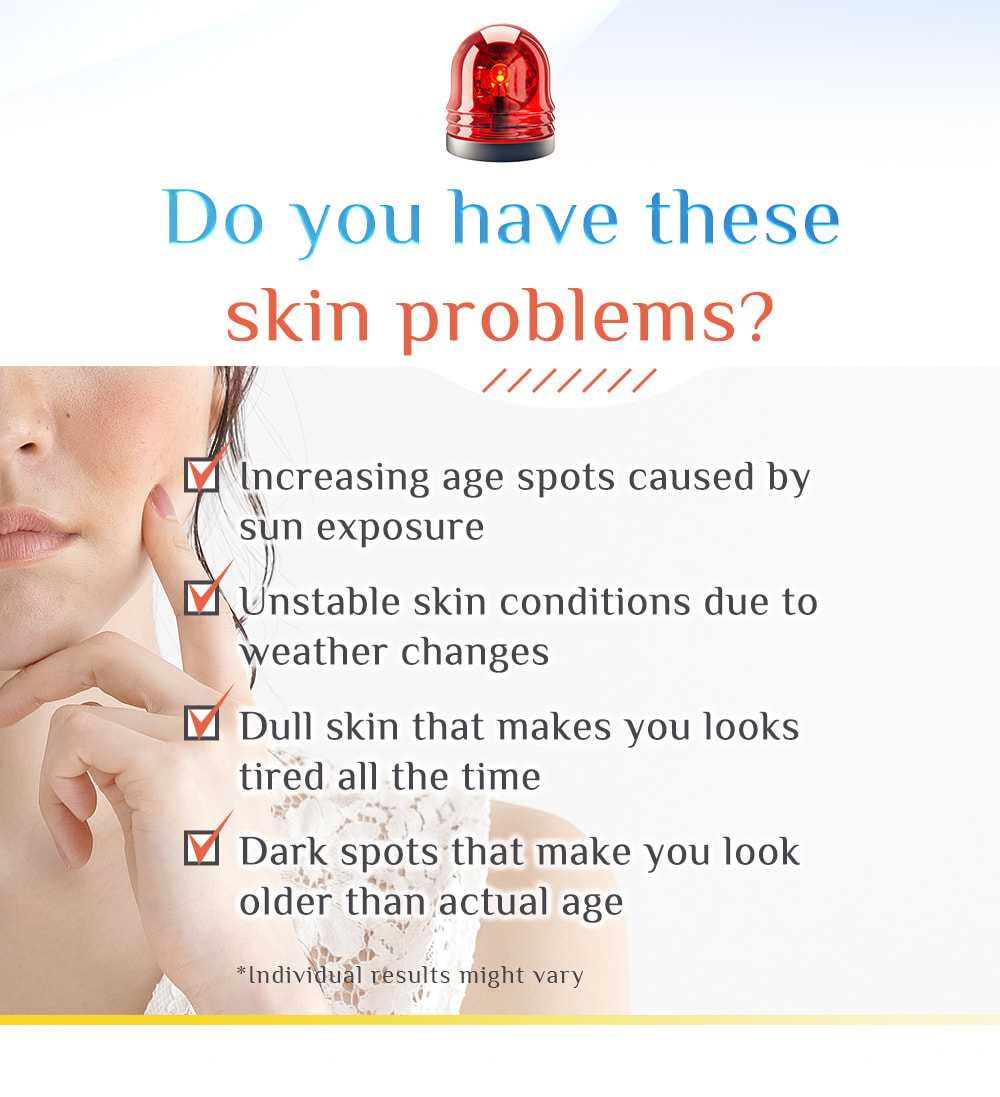 Do you have these
skin problems?
Increasing age spots caused by
sun exposure
Unstable skin conditions due to
weather changes
Dull skin that makes you looks
tired all the time
Dark spots that make you look
older than actual age
*Individual results might vary